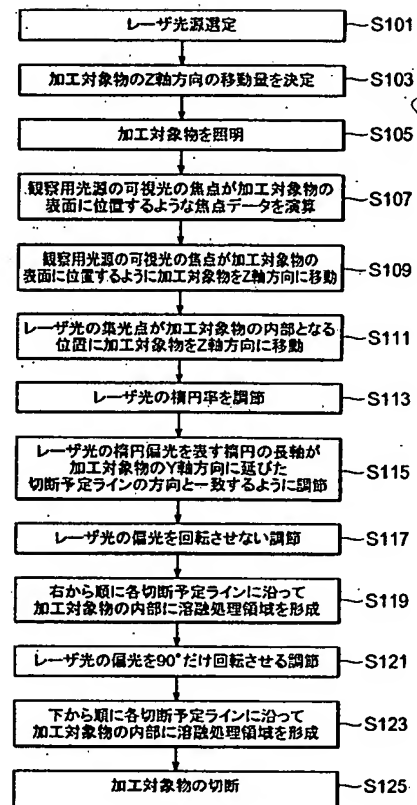 レーザ光源選定
S101
加工対象物のZ軸方向の移動量を決定
S103
加工対象物を照明
S105
観察用光源の可視光の焦点が加工対象物の
表面に位置するような焦点データを演算
S107
観察用光源の可視光の焦点が加工対象物の
表面に位置するように加工対象物をZ軸方向に移動
S109
レーザ光の集光点が加工対象物の内部となる
位置に加工対象物をZ軸方向に移動
S111
レーザ光の楕円率を調節
S113
レーザ光の楕円偏光を表す楕円の長軸が
加工対象物のY軸方向に延びた
切断予定ラインの方向と一致するように調節
S115
レーザ光の偏光を回転させない調節
S117
右から順に各切断予定ラインに沿って
加工対象物の内部に溶融処理領域を形成
S119
レーザ光の偏光を90°だけ回転させる調節
S121
下から順に各切断予定ラインに沿って
加工対象物の内部に溶融処理領域を形成
S123
加工対象物の切断
S125